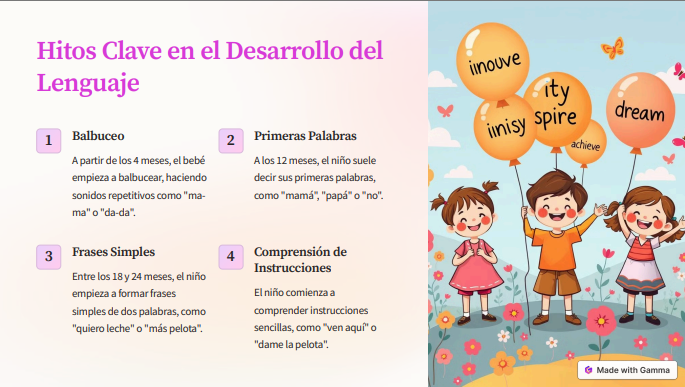 Hitos Clave en el Desarrollo del
Lenguaje
1
Balbuceo
A partir de los 4 meses, el bebé
empieza a balbucear, haciendo
sonidos repetitivos como "ma-
ma" o "da-da".
2
Primeras Palabras
A los 12 meses, el niño suele
decir sus primeras palabras,
como "mamá", "papá" o "no".
3
Frases Simples
Entre los 18 y 24 meses, el niño
empieza a formar frases
simples de dos palabras, como
"quiero leche" o "más pelota".
4
Comprensión de
Instrucciones
El niño comienza a
comprender instrucciones
sencillas, como "ven aquí" o
"dame la pelota".
iinouve
ity
spire
iinisy
achieve
dream
Made with Gamma